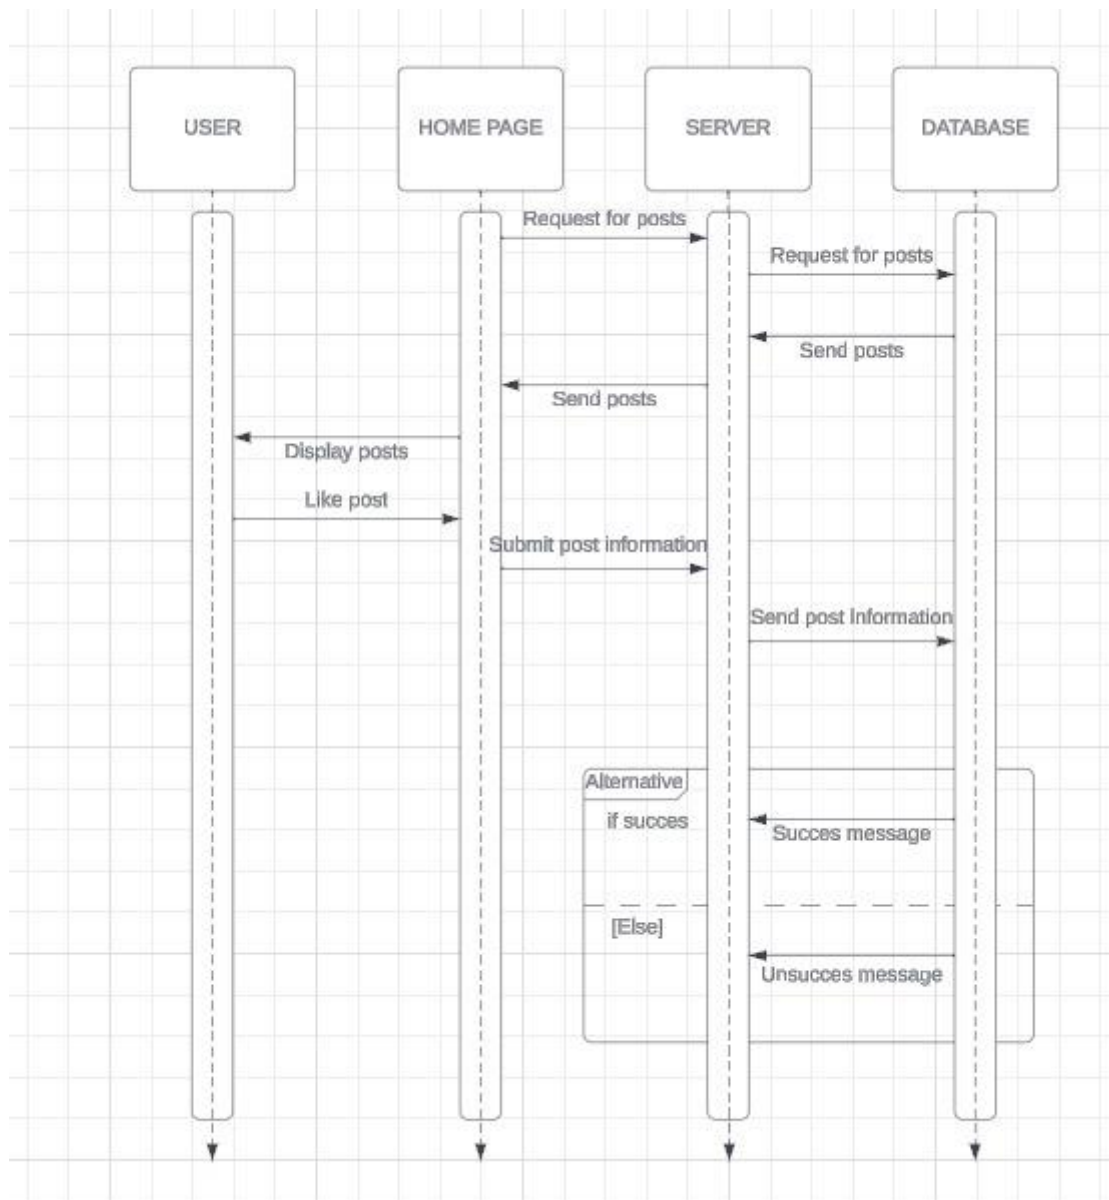 USER
HOME PAGE
SERVER
DATABASE
Request for posts
Request for posts
Send posts
Send posts
Display posts
Like post
Submit post information
Send post Information
Alternative
if succes
Succes message
[Else]
Unsucces message